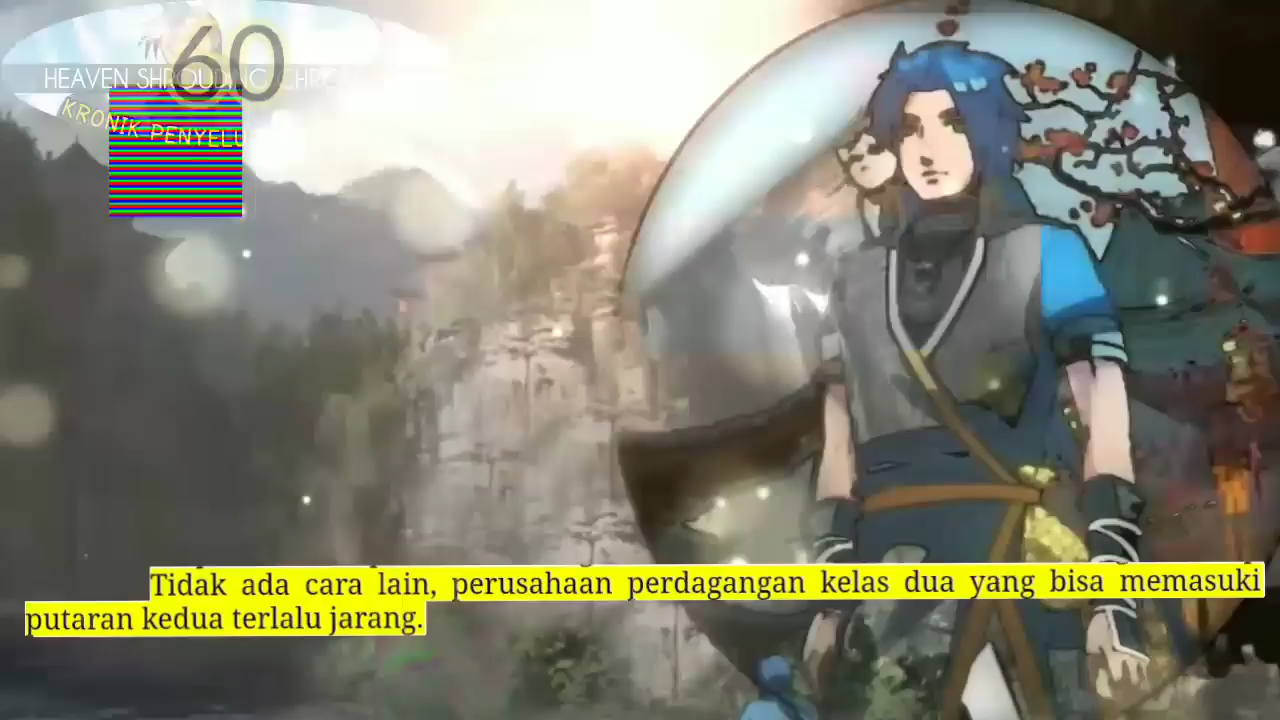 60
HEAVEN SHROUDING CHRO
KRONIK PENYELU
Tidak ada cara lain, perusahaan perdagangan kelas dua yang bisa memasuki
putaran kedua terlalu jarang.